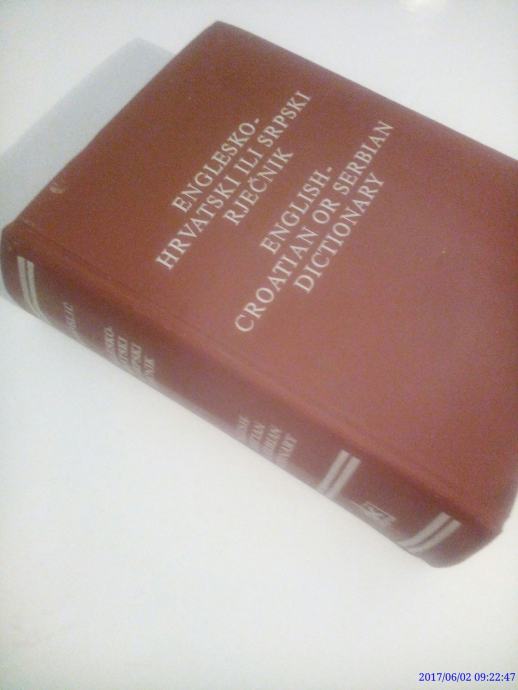 ENGLESKO-
HRVATSKI ILI SRPSKI
RJEČNIK
ENGLISH-
CROATIAN OR SERBIAN
DICTIONARY
2017/06/02 09:22:47